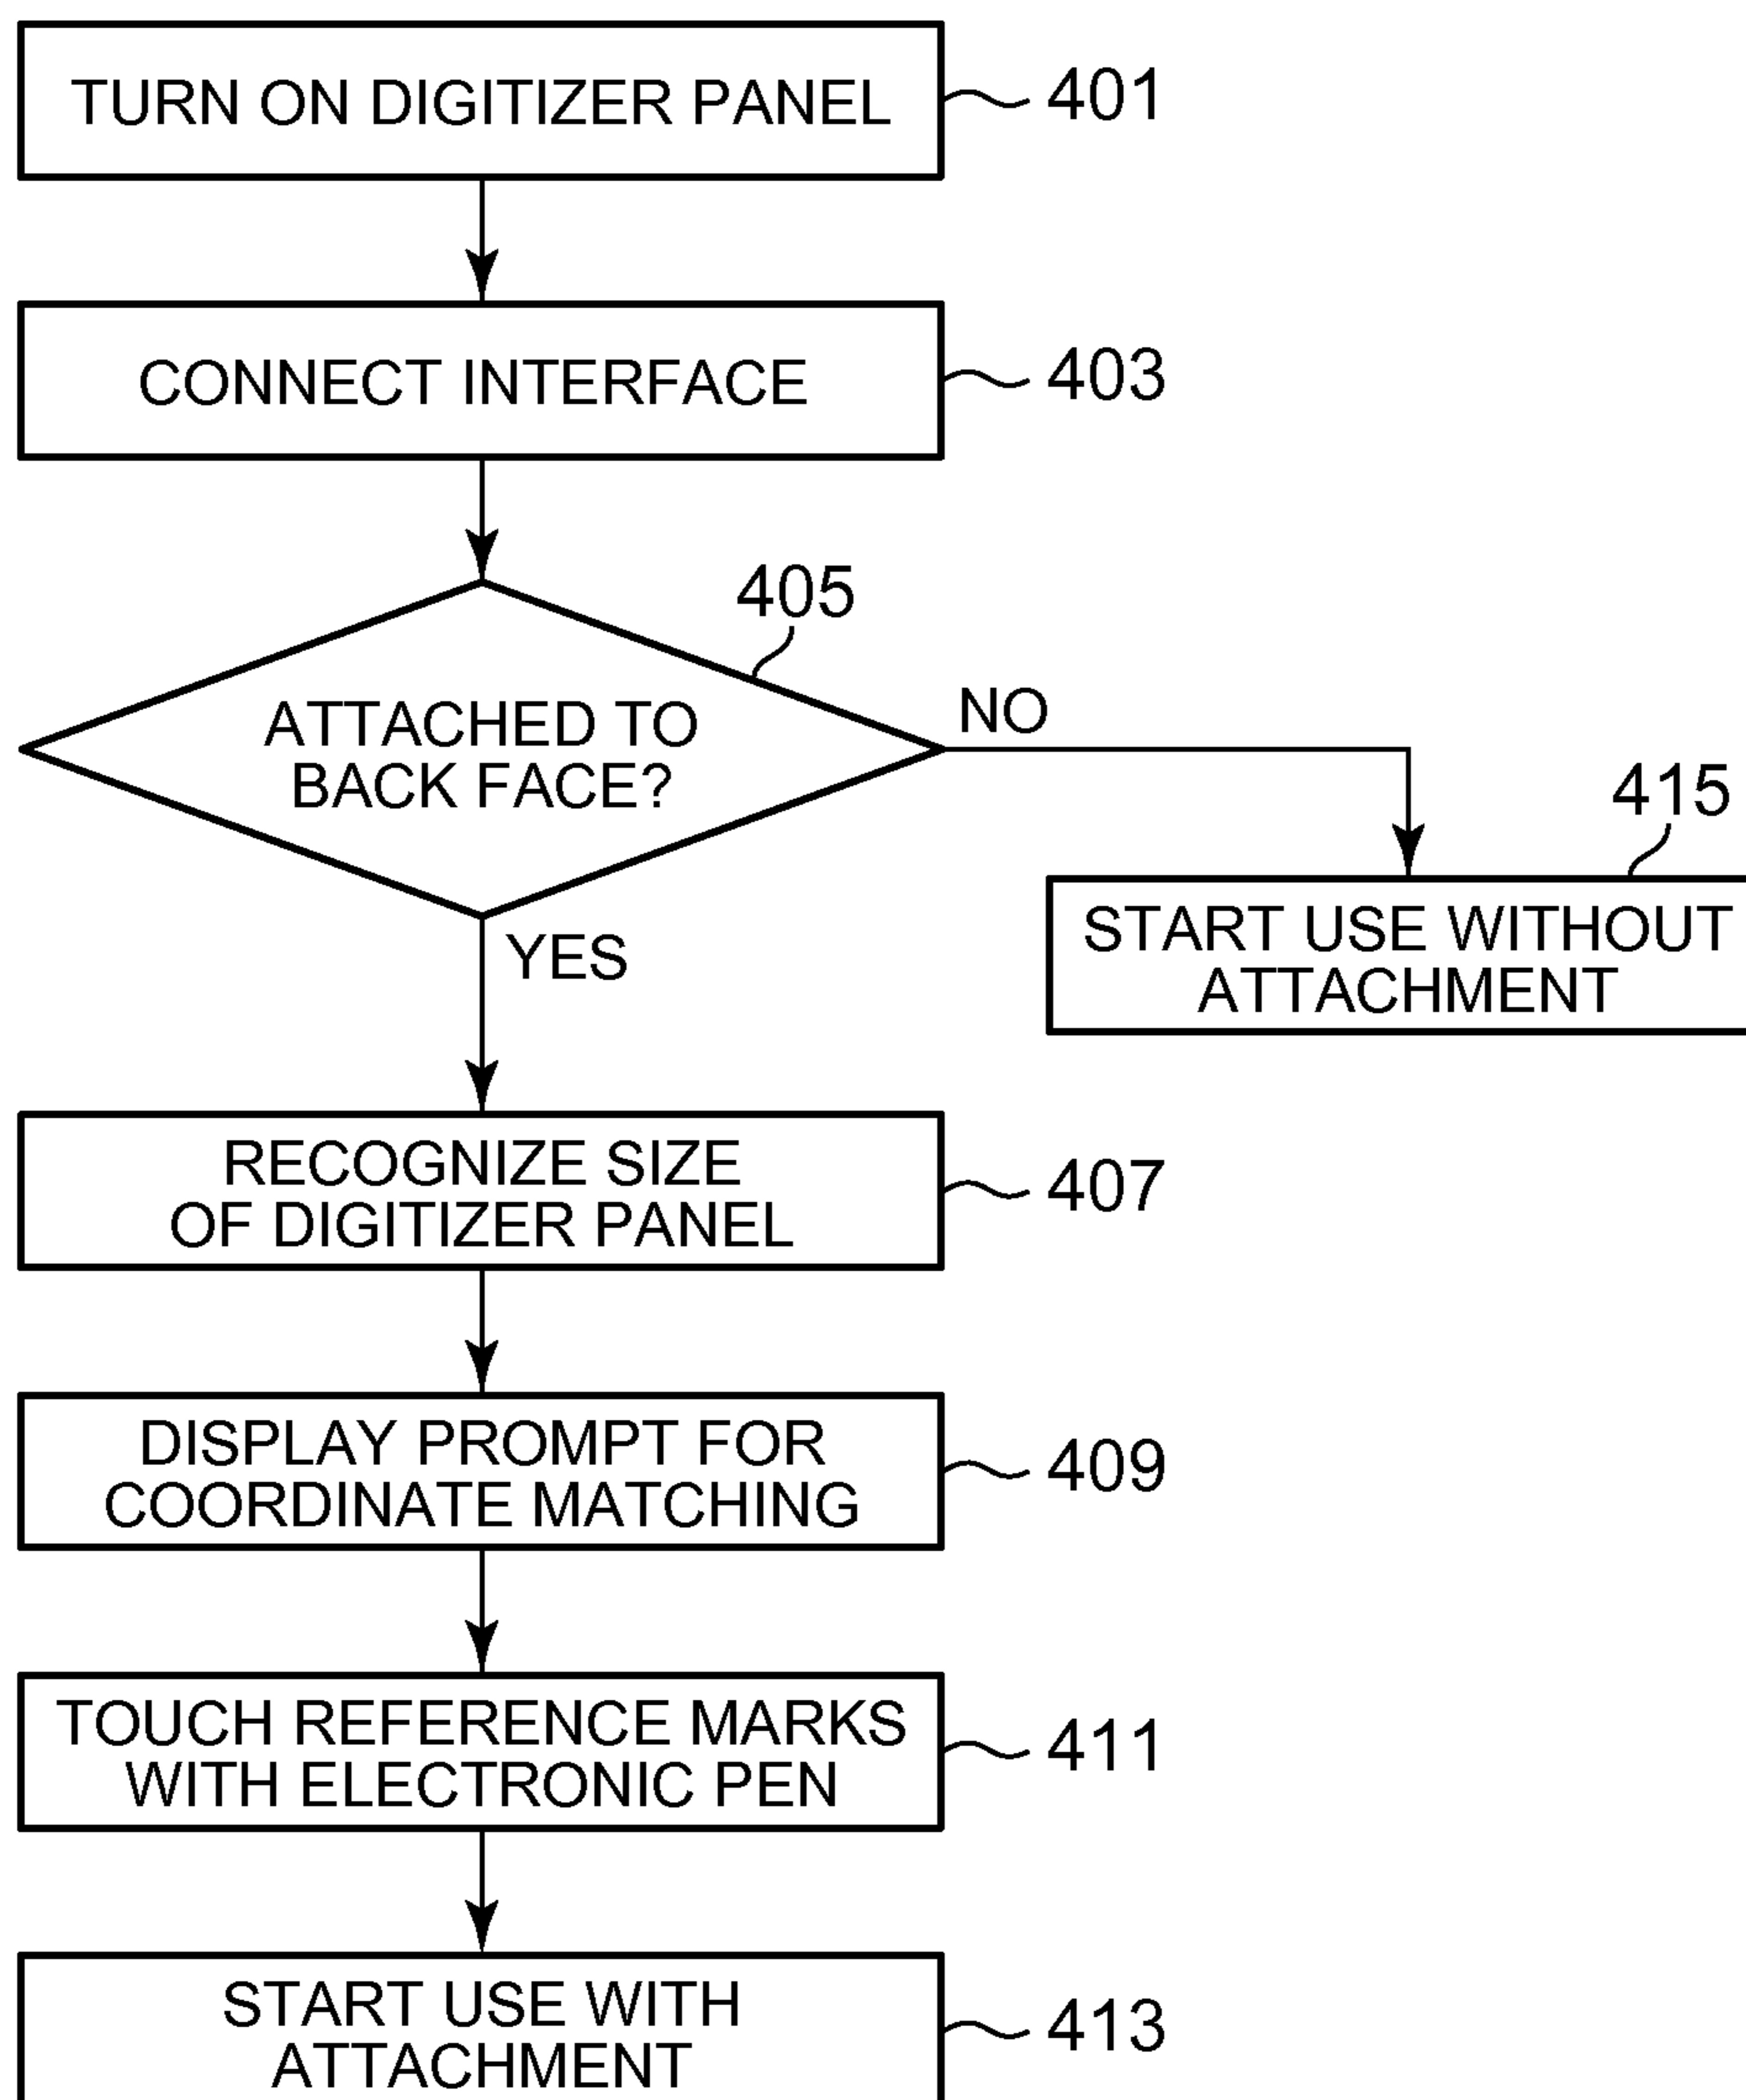 TURN ON DIGITIZER PANEL
401
CONNECT INTERFACE
403
405
ATTACHED TO
BACK FACE?
NO
415
START USE WITHOUT
ATTACHMENT
YES
RECOGNIZE SIZE
OF DIGITIZER PANEL
407
DISPLAY PROMPT FOR
COORDINATE MATCHING
409
TOUCH REFERENCE MARKS
WITH ELECTRONIC PEN
411
START USE WITH
ATTACHMENT
413